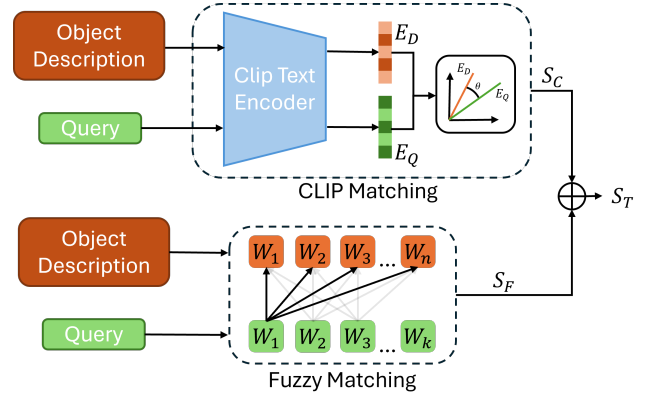 Object
Description
Query
Clip Text
Encoder
E_D
E_Q
E_D
θ
E_Q
CLIP Matching
S_C
S_T
Object
Description
Query
W_1 W_2 W_3 ... W_n
W_1 W_2 W_3 ... W_k
Fuzzy Matching
S_F